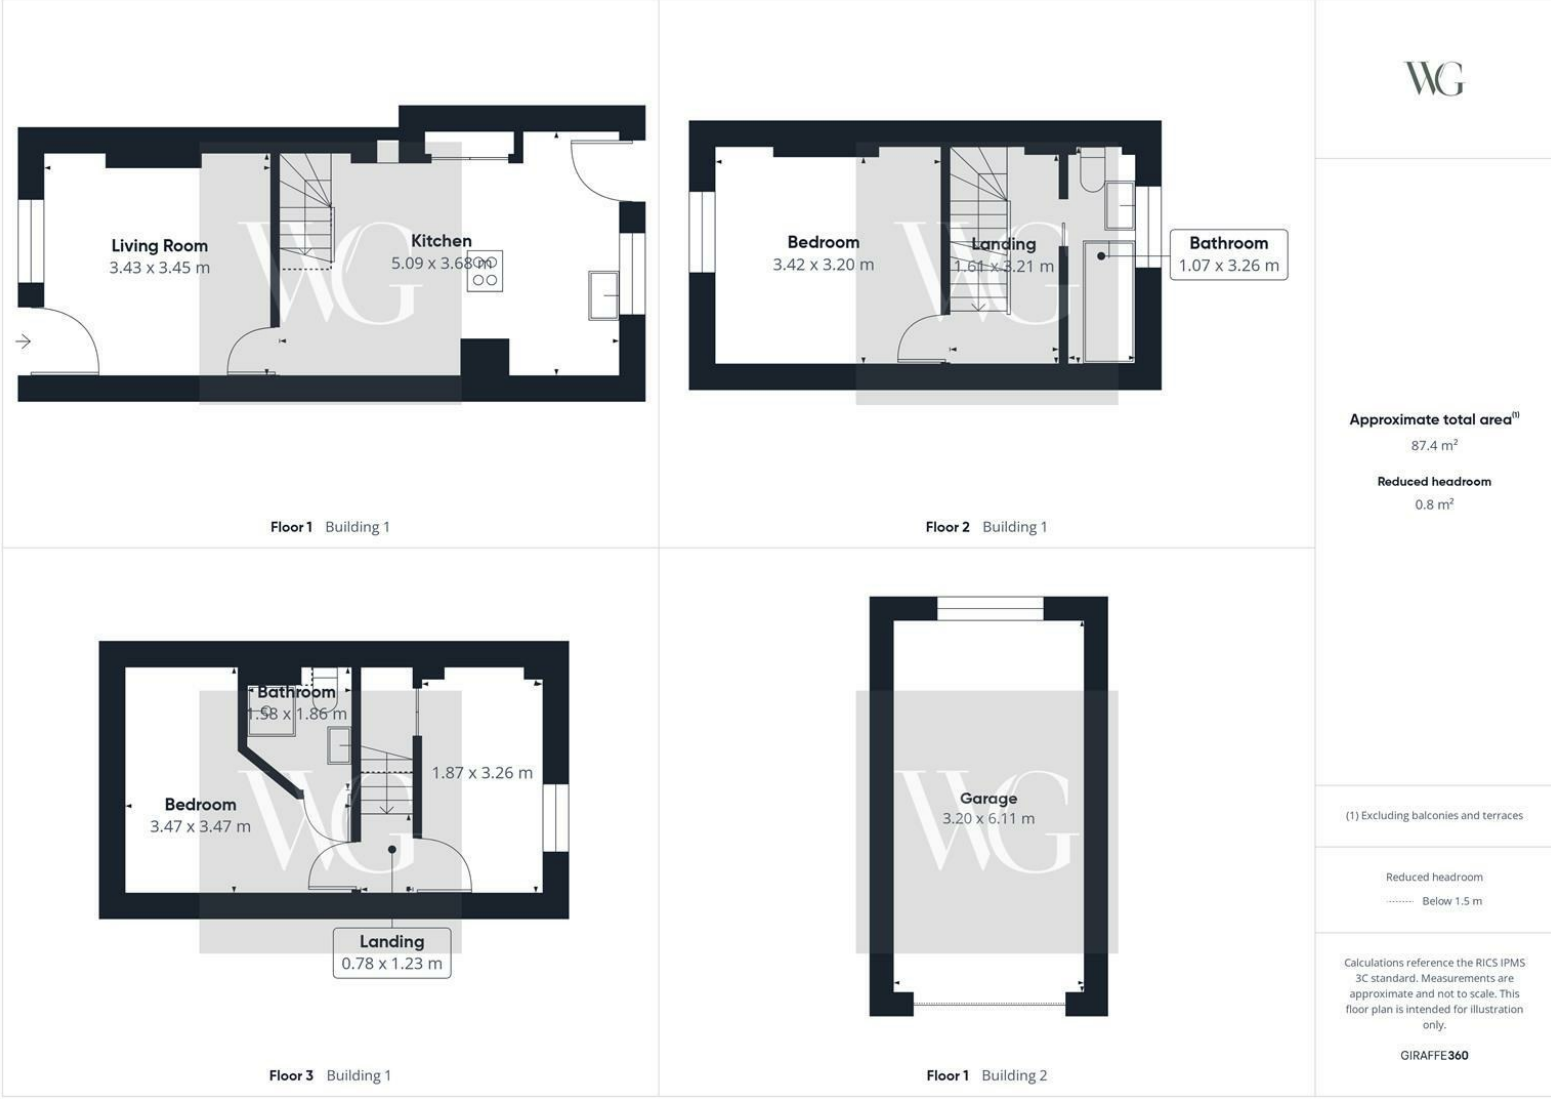 Living Room
3.43 x 3.45 m
Kitchen
5.09 x 3.68 m
WG
Floor 1 Building 1
Bedroom
3.42 x 3.20 m
Landing
1.61 x 3.21 m
Bathroom
1.07 x 3.26 m
WG
Floor 2 Building 1
Bathroom
1.58 x 1.86 m
1.87 x 3.26 m
Bedroom
3.47 x 3.47 m
WG
Landing
0.78 x 1.23 m
Floor 3 Building 1
Garage
3.20 x 6.11 m
WG
Floor 1 Building 2
WG
Approximate total area(1)
87.4 m²
Reduced headroom
0.8 m²
(1) Excluding balconies and terraces
Reduced headroom
Below 1.5 m
Calculations reference the RICS IPMS
3C standard. Measurements are
approximate and not to scale. This
floor plan is intended for illustration
only.
GIRAFFE360